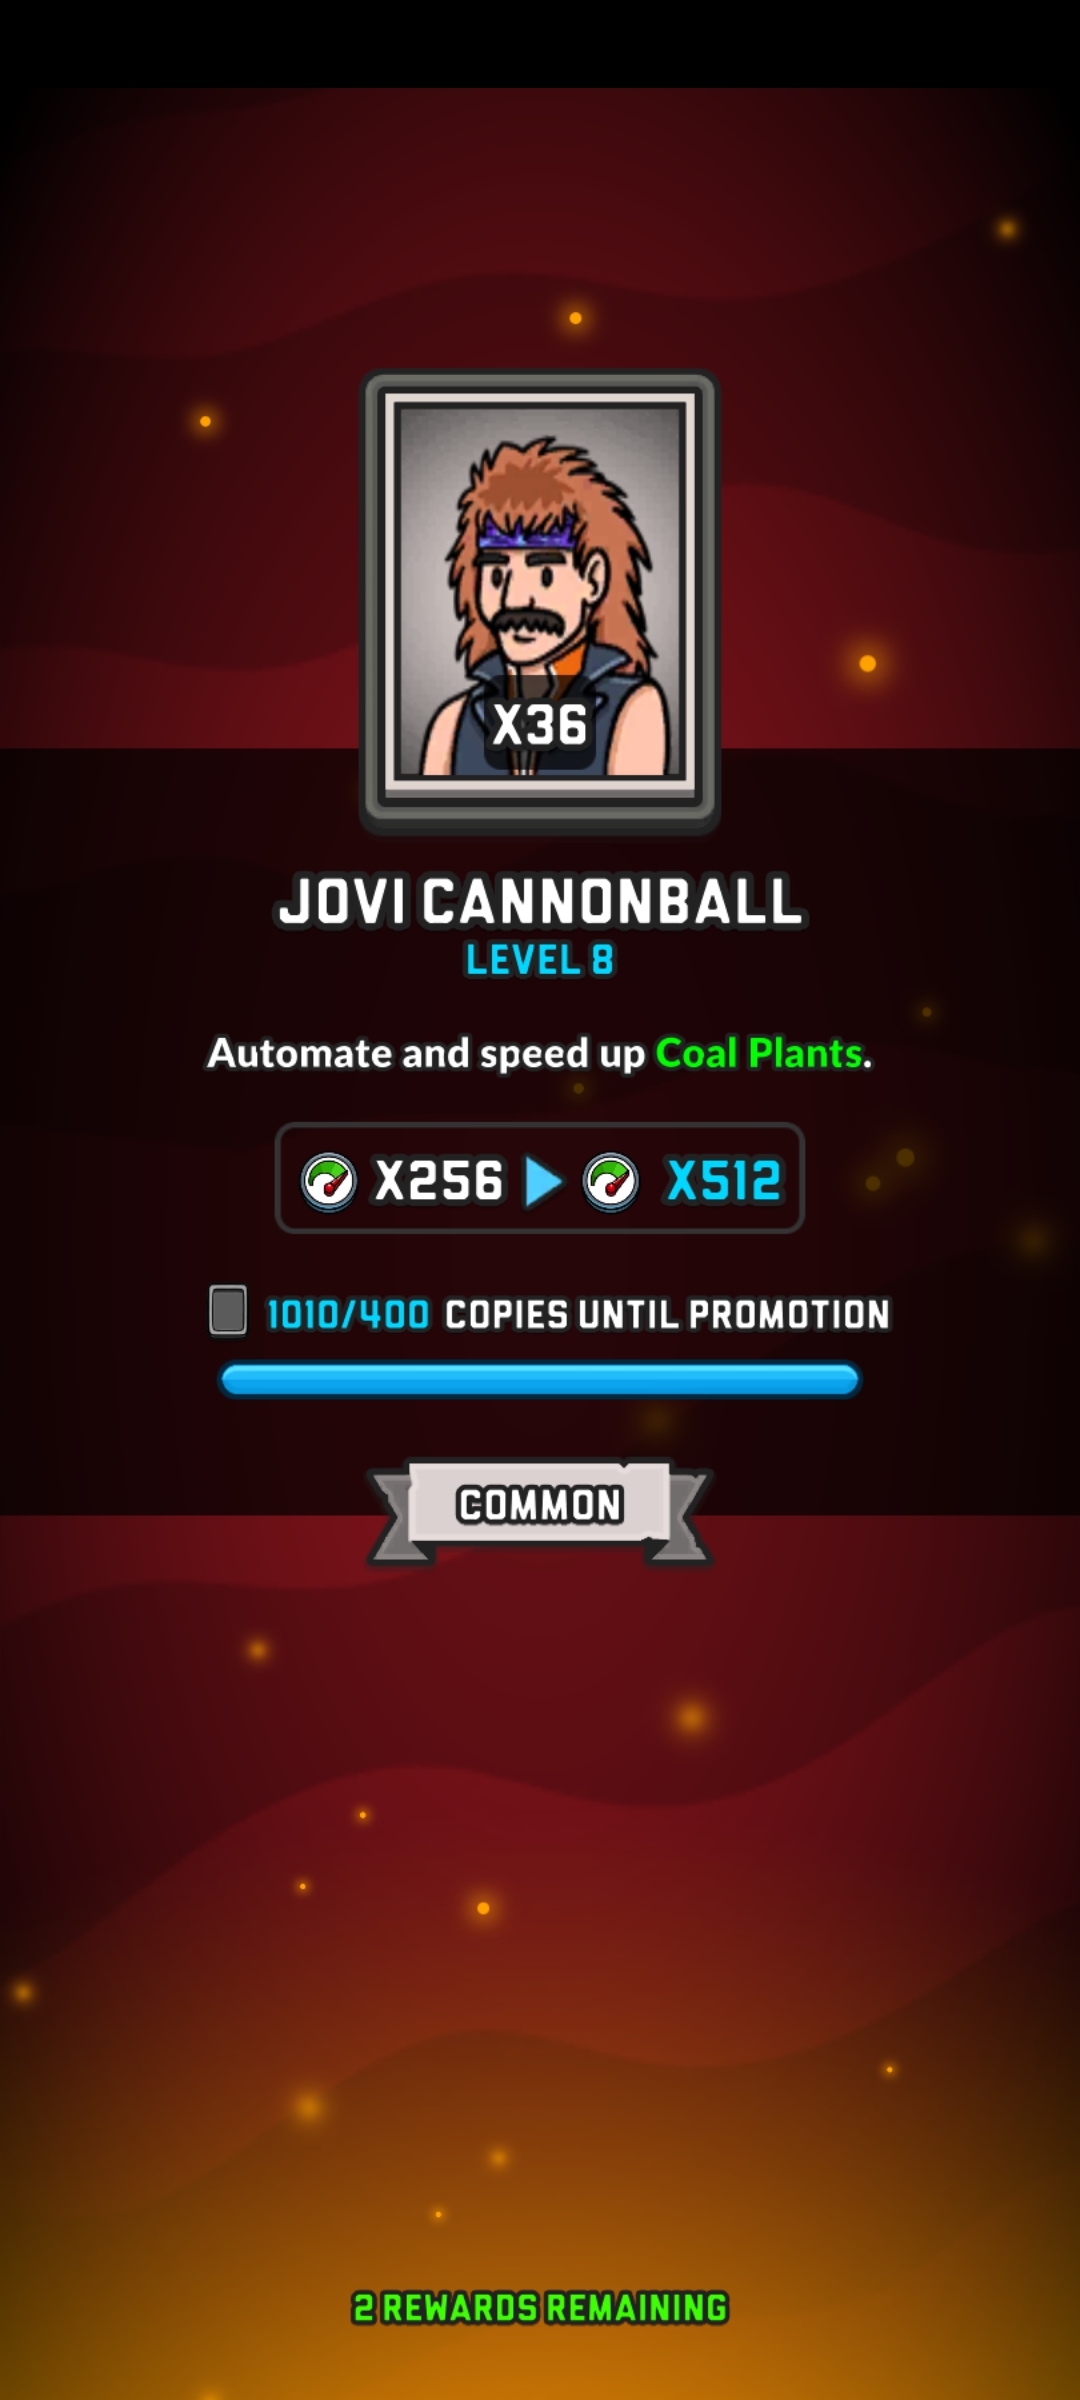 X36
JOVI CANNONBALL
LEVEL 8
Automate and speed up Coal Plants.
X256 X512
1010/400 COPIES UNTIL PROMOTION
COMMON
2 REWARDS REMAINING